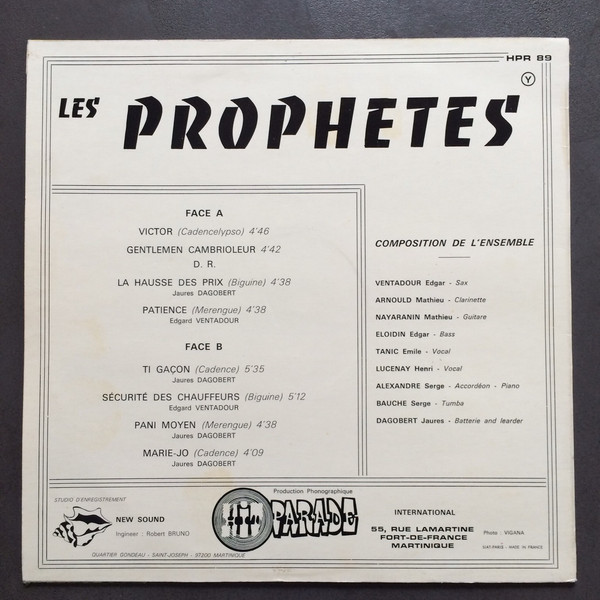 HPR 89
Y
LES PROPHETES
FACE A
VICTOR (Cadencelypso) 4'46
GENTLEMEN CAMBRIOLEUR 4'42
D. R.
LA HAUSSE DES PRIX (Biguine) 4'38
Jaures DAGOBERT
PATIENCE (Merengue) 4'38
Edgard VENTADOUR
FACE B
TI GAÇON (Cadence) 5'35
Jaures DAGOBERT
SÉCURITÉ DES CHAUFFEURS (Biguine) 5'12
Edgard VENTADOUR
PANI MOYEN (Merengue) 4'38
Jaures DAGOBERT
MARIE-JO (Cadence) 4'09
Jaures DAGOBERT
COMPOSITION DE L'ENSEMBLE
VENTADOUR Edgar - Sax
ARNOULD Mathieu - Clarinette
NAYARANIN Mathieu - Guitare
ELOIDIN Edgar - Bass
TANIC Emile - Vocal
LUCENAY Henri - Vocal
ALEXANDRE Serge - Accordéon - Piano
BAUCHE Serge - Tumba
DAGOBERT Jaures - Batterie and learder
STUDIO D'ENREGISTREMENT
NEW SOUND
Ingineer : Robert BRUNO
QUARTIER GONDEAU - SAINT-JOSEPH - 97200 MARTINIQUE
Production Phonographique
HIT PARADE
INTERNATIONAL
55, RUE LAMARTINE
FORT-DE-FRANCE
MARTINIQUE
Photo : VIGANA
MADE IN FRANCE